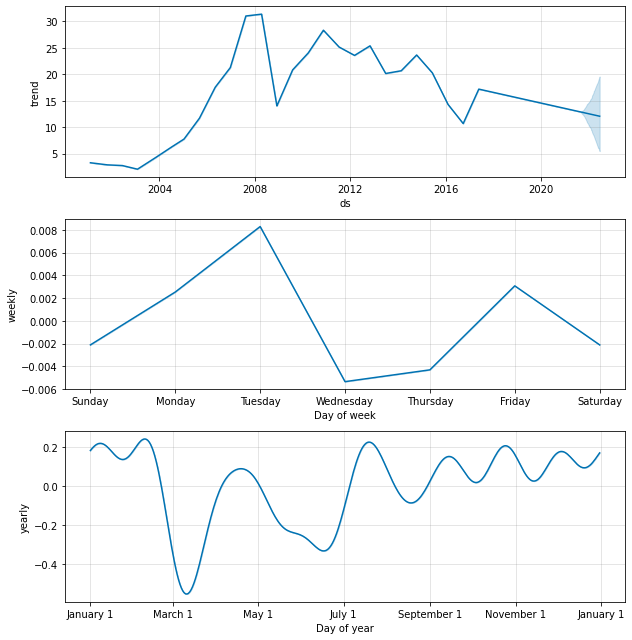 30
25
20
15
10
5
trend
2004
2008
2012
2016
2020
ds
0.008
0.006
0.004
0.002
0.000
−0.002
−0.004
−0.006
weekly
Sunday
Monday
Tuesday
Wednesday
Thursday
Friday
Saturday
Day of week
0.2
0.0
−0.2
−0.4
yearly
January 1
March 1
May 1
July 1
September 1
November 1
January 1
Day of year